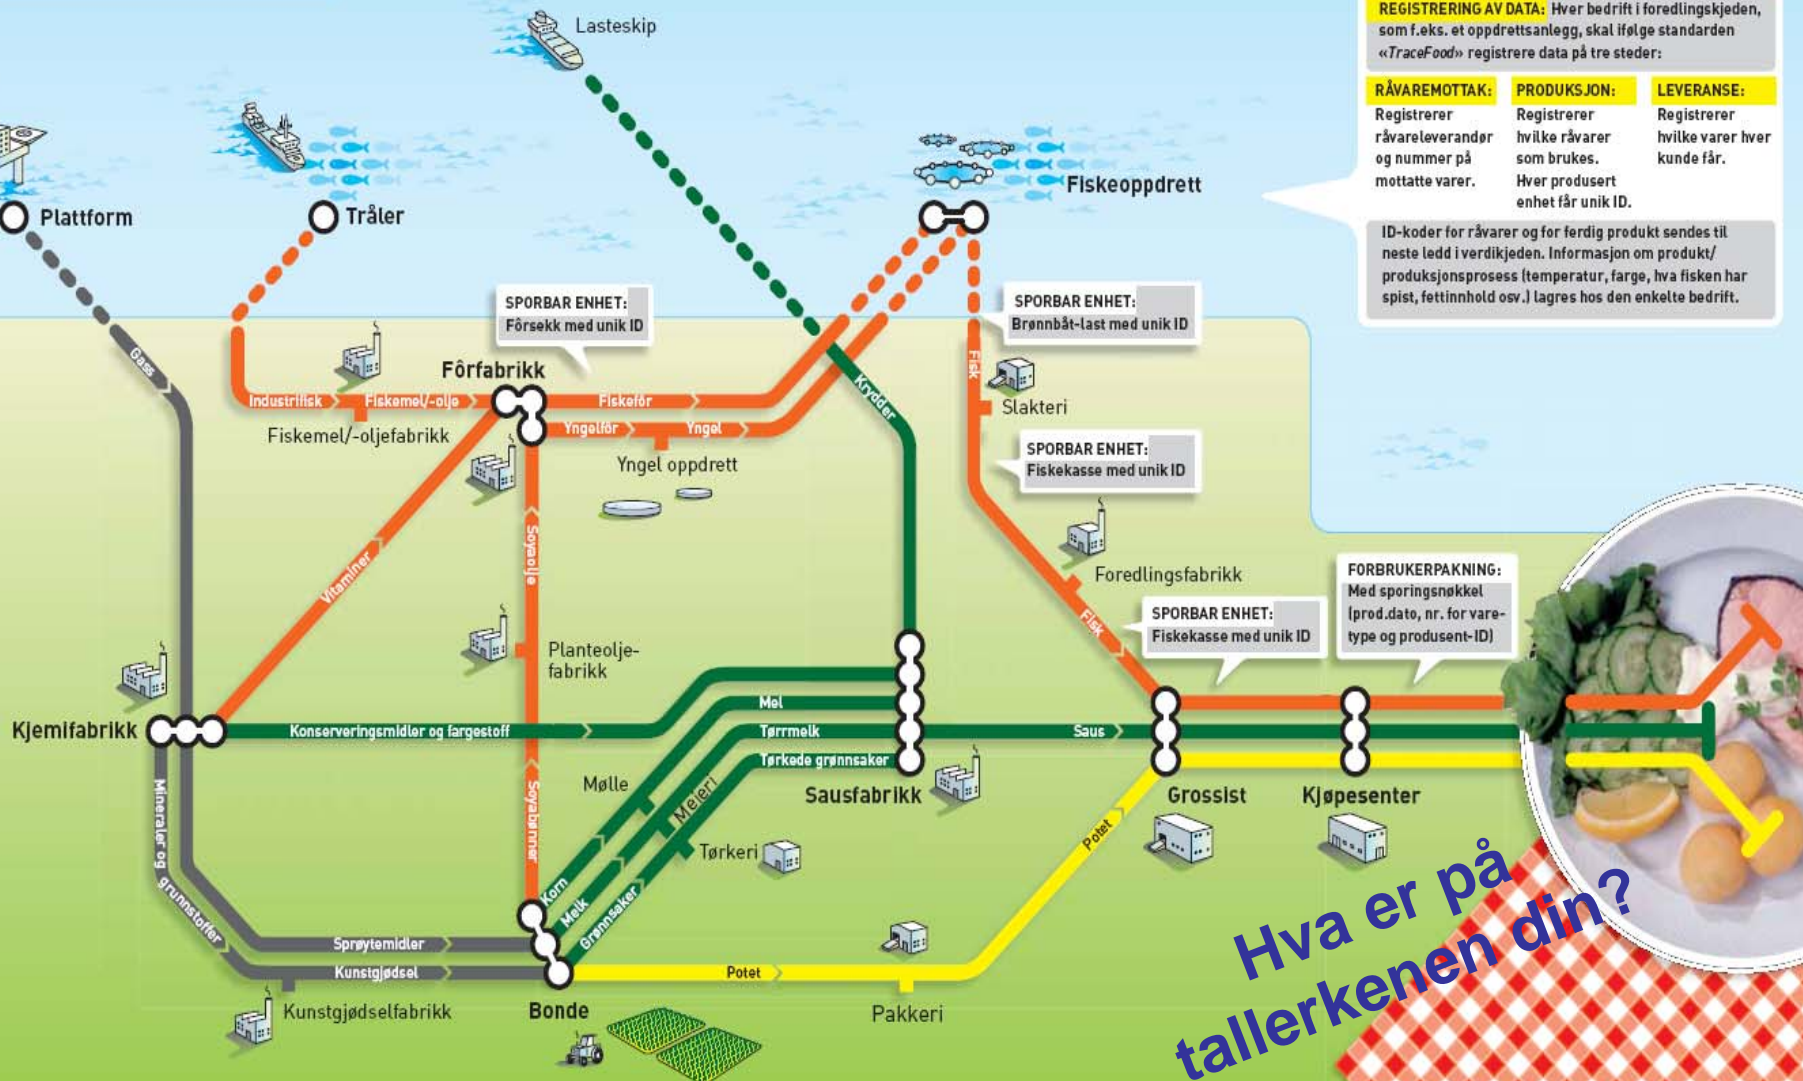 Lasteskip
REGISTRERING AV DATA: Hver bedrift i foredlingskjeden,
som f.eks. et oppdrettsanlegg, skal ifølge standarden
«TraceFood» registrere data på tre steder:
RÅVAREMOTTAK:
Registrerer
råvareleverandør
og nummer på
mottatte varer.
PRODUKSJON:
Registrerer
hvilke råvarer
som brukes.
Hver produsert
enhet får unik ID.
LEVERANSE:
Registrerer
hvilke varer hver
kunde får.
ID-koder for råvarer og for ferdig produkt sendes til
neste ledd i verdikjeden. Informasjon om produkt/
produksjonsprosess (temperatur, farge, hva fisken har
spist, fettinnhold osv.) lagres hos den enkelte bedrift.
Plattform
Tråler
Fiskeoppdrett
SPORBAR ENHET:
Fôrsekk med unik ID
SPORBAR ENHET:
Brønnbåt-last med unik ID
Gass
Fôrfabrikk
Industrifisk
Fiskemel/-olje
Fiskefôr
Fiskemel/-oljefabrikk
Yngelfôr
Yngel
Yngel oppdrett
Krydder
Fisk
Slakteri
SPORBAR ENHET:
Fiskekasse med unik ID
Vitaminer
Soyaolje
Foredlingsfabrikk
Fisk
SPORBAR ENHET:
Fiskekasse med unik ID
FORBRUKERPAKNING:
Med sporingsnøkkel
(prod.dato, nr. for vare-
type og produsent-ID)
Planteolje-
fabrikk
Kjemifabrikk
Konserveringsmidler og fargestoff
Mel
Tørrmelk
Tørkede grønnsaker
Saus
Mineraler og grunnstoffer
Soyabønner
Mølle
Meieri
Tørkeri
Sausfabrikk
Grossist
Kjøpesenter
Korn
Melk
Grønnsaker
Potet
Sprøytemidler
Kunstgjødsel
Potet
Kunstgjødselfabrikk
Bonde
Pakkeri
Hva er på
tallerkenen din?